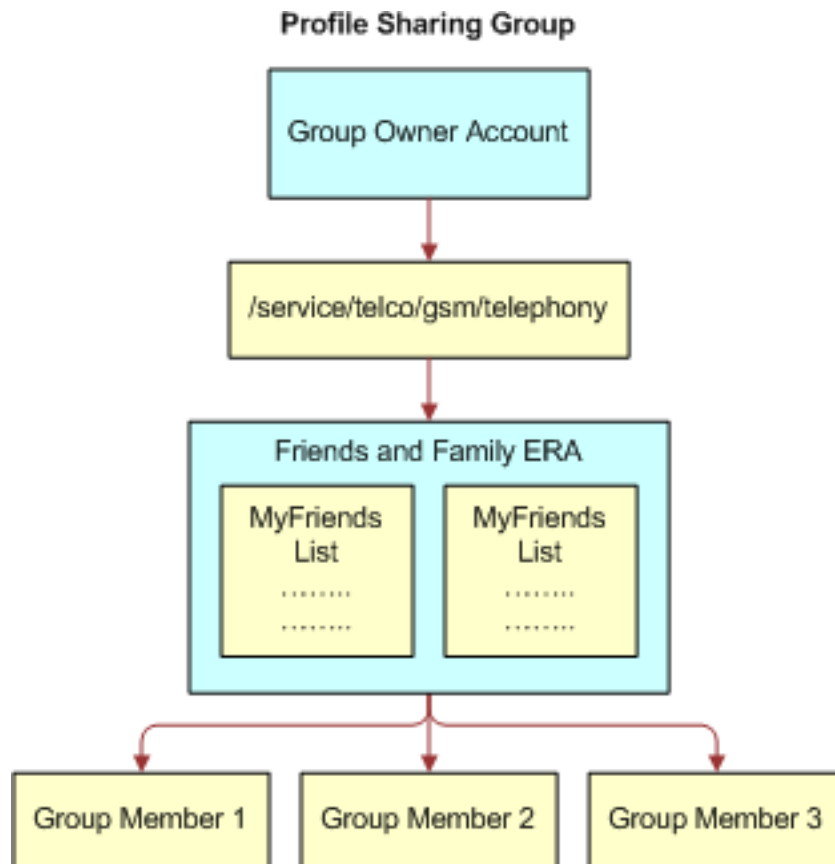 Profile Sharing Group
Group Owner Account
/service/telco/gsm/telephony
Friends and Family ERA
MyFriends
List
........
........
MyFriends
List
........
........
Group Member 1
Group Member 2
Group Member 3